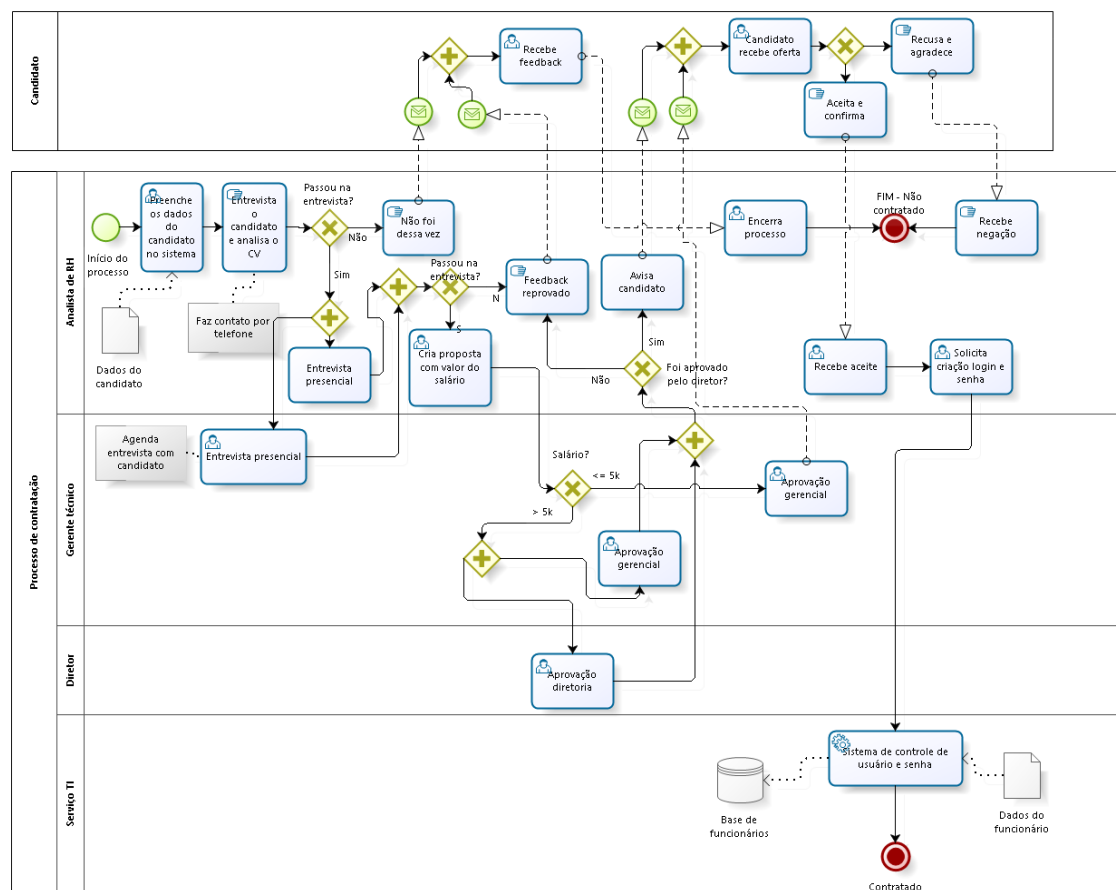 Candidato
Recebe
feedback
Candidato
recebe oferta
Recusa e
agradece
Aceita e
confirma
Processo de contratação
Analista de RH
Início do
processo
Preenche
os dados
do
candidato
no sistema
Entrevista
o
candidato
e analisa o
CV
Passou na
entrevista?
Não
Sim
Não foi
dessa vez
Passou na
entrevista?
N
S
Feedback
reprovado
Avisa
candidato
Encerra
processo
FIM - Não
contratado
Recebe
negação
Dados do
candidato
Faz contato por
telefone
Entrevista
presencial
Cria proposta
com valor do
salário
Sim
Não
Foi aprovado
pelo diretor?
Recebe aceite
Solicita
criação login e
senha
Gerente técnico
Agenda
entrevista com
candidato
Entrevista presencial
Salário?
<= 5k
> 5k
Aprovação
gerencial
Aprovação
gerencial
Diretor
Aprovação
diretoria
Serviço TI
Sistema de controle de
usuário e senha
Base de
funcionários
Dados do
funcionário
Contratado